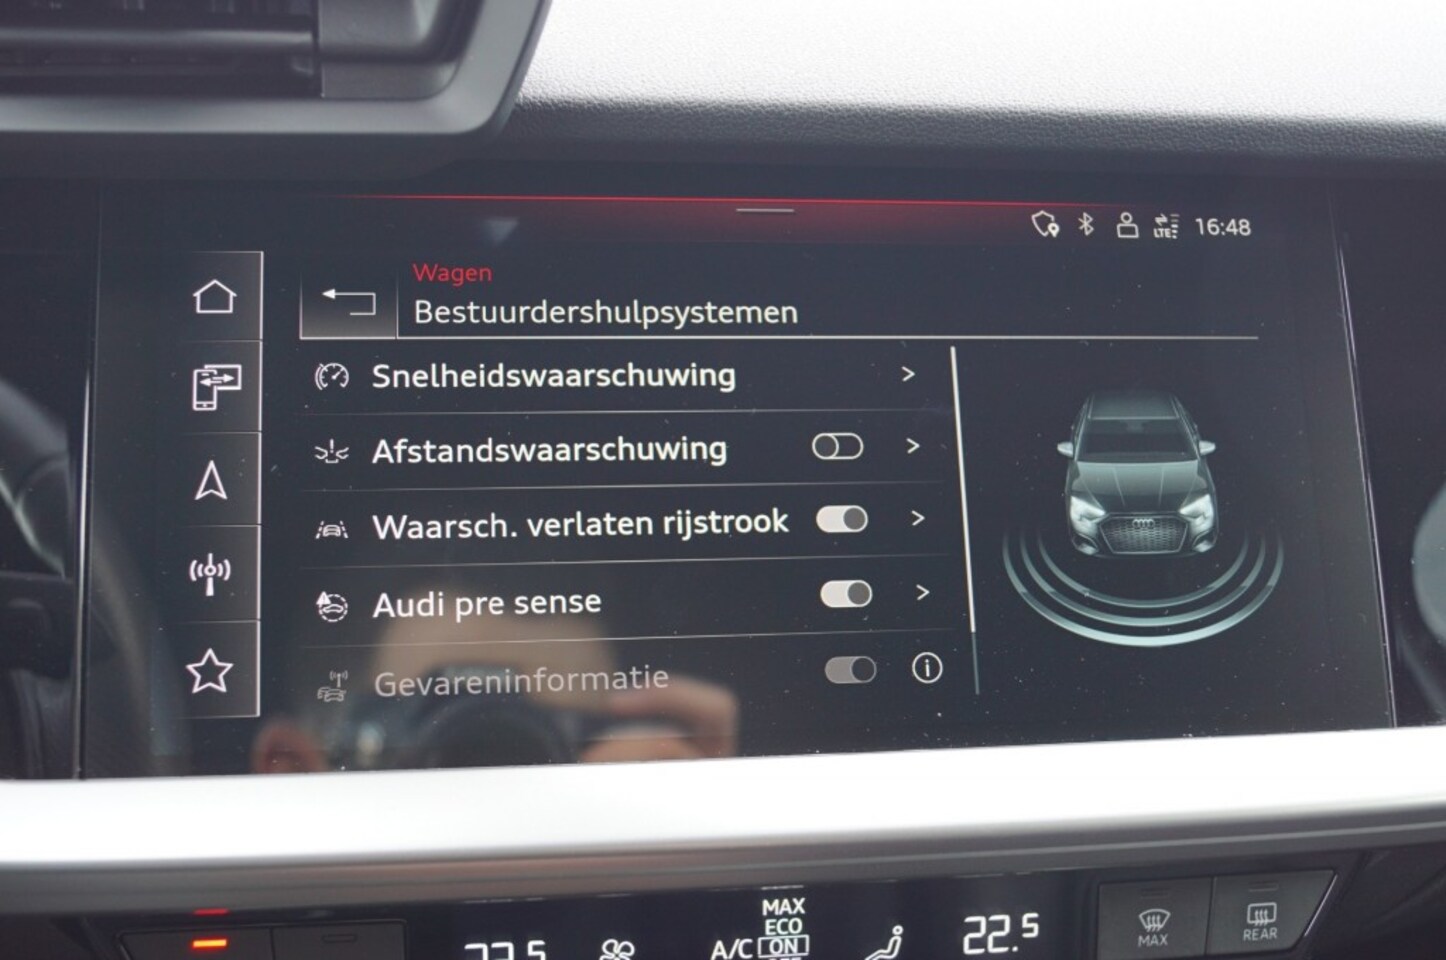 LTE 16:48
Wagen
Bestuurdershulpsystemen
Snelheidswaarschuwing
Afstandswaarschuwing
Waarsch. verlaten rijstrook
Audi pre sense
Gevareninformatie
MAX
ECO
A/C ON
22.5
MAX
REAR